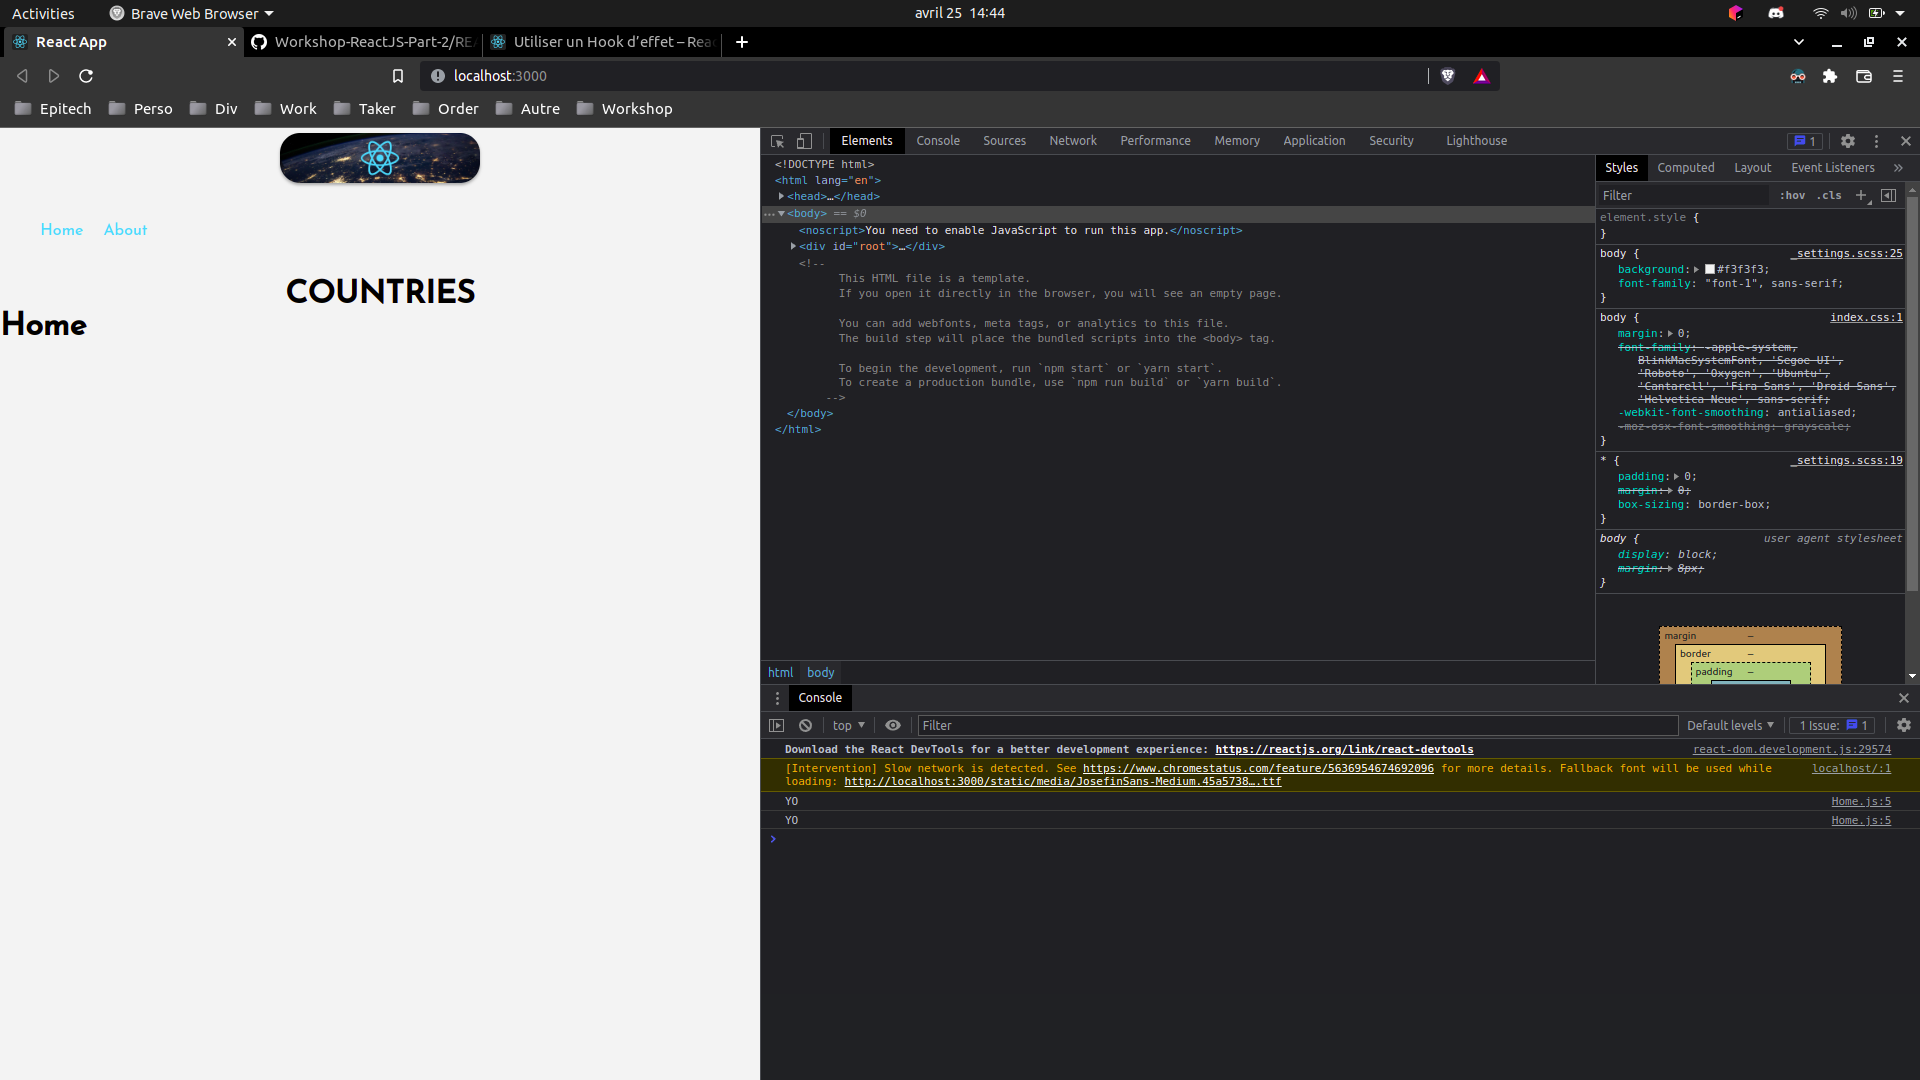 Activities
Brave Web Browser
avril 25 14:44
React App
Workshop-ReactJS-Part-2/RE
Utiliser un Hook d'effet – Rea
localhost:3000
Epitech
Perso
Div
Work
Taker
Order
Autre
Workshop
Home
About
COUNTRIES
Home
Elements
Console
Sources
Network
Performance
Memory
Application
Security
Lighthouse
1
<!DOCTYPE html>
<html lang="en">
<head>…</head>
<body> == $0
<noscript>You need to enable JavaScript to run this app.</noscript>
<div id="root">…</div>
<!--
This HTML file is a template.
If you open it directly in the browser, you will see an empty page.
You can add webfonts, meta tags, or analytics to this file.
The build step will place the bundled scripts into the <body> tag.
To begin the development, run `npm start` or `yarn start`.
To create a production bundle, use `npm run build` or `yarn build`.
-->
</body>
</html>
html
body
Styles
Computed
Layout
Event Listeners
Filter
:hov
.cls
element.style {
}
body {
_settings.scss:25
background: #f3f3f3;
font-family: "font-1", sans-serif;
}
body {
index.css:1
margin: 0;
font-family: -apple-system,
BlinkMacSystemFont, 'Segoe UI',
'Roboto', 'Oxygen', 'Ubuntu',
'Cantarell', 'Fira Sans', 'Droid Sans',
'Helvetica Neue', sans-serif;
-webkit-font-smoothing: antialiased;
-moz-osx-font-smoothing: grayscale;
}
* {
_settings.scss:19
padding: 0;
margin: 0;
box-sizing: border-box;
}
body {
user agent stylesheet
display: block;
margin: 8px;
}
margin –
border –
padding –
Console
top
Filter
Default levels
1 Issue: 1
Download the React DevTools for a better development experience: https://reactjs.org/link/react-devtools
react-dom.development.js:29574
[Intervention] Slow network is detected. See https://www.chromestatus.com/feature/5636954674692096 for more details. Fallback font will be used while
localhost/:1
loading: http://localhost:3000/static/media/JosefinSans-Medium.45a5738….ttf
YO
Home.js:5
YO
Home.js:5